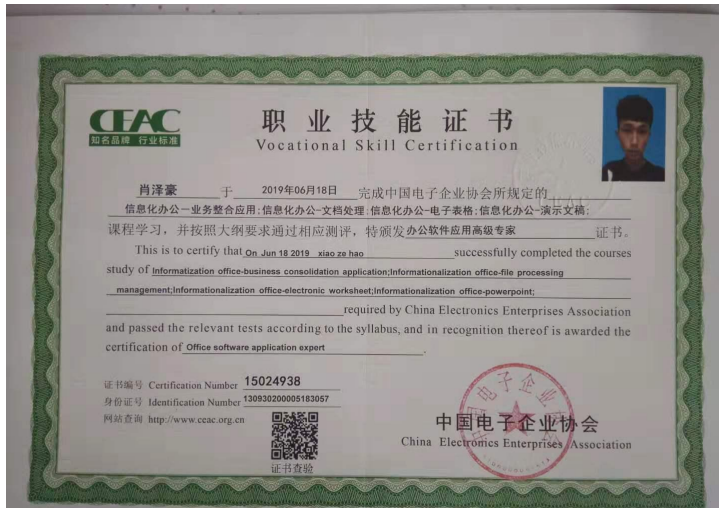 CEAC
知名品牌 行业标准
职业技能证书
Vocational Skill Certification
肖泽豪 于 2019年06月18日 完成中国电子企业协会所规定的
信息化办公-业务整合应用;信息化办公-文档处理;信息化办公-电子表格;信息化办公-演示文稿;
课程学习，并按照大纲要求通过相应测评，特颁发办公软件应用高级专家 证书。
This is to certify that On Jun 18 2019 xiao ze hao successfully completed the courses
study of Informatization office-business consolidation application;Informationalization office-file processing
management;Informationalization office-electronic worksheet;Informationalization office-powerpoint;
required by China Electronics Enterprises Association
and passed the relevant tests according to the syllabus, and in recognition thereof is awarded the
certification of Office software application expert.
证书编号 Certification Number 15024938
身份证号 Identification Number 130930200005183057
网站查询 http://www.ceac.org.cn
证书查验
中国电子企业协会
China Electronics Enterprises Association
中国电子企业协会